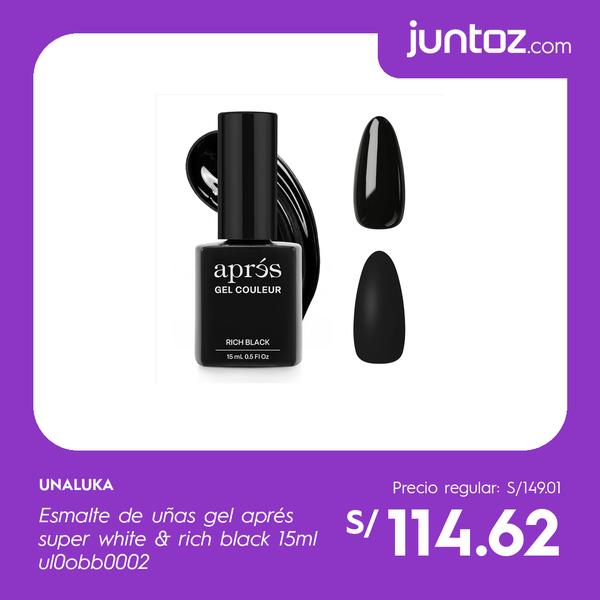 juntoz.com
aprés
GEL COULEUR
RICH BLACK
15 mL 0.5 Fl Oz
UNALUKA
Precio regular: S/149.01
Esmalte de uñas gel aprés
super white & rich black 15ml
ul0obb0002
S/114.62